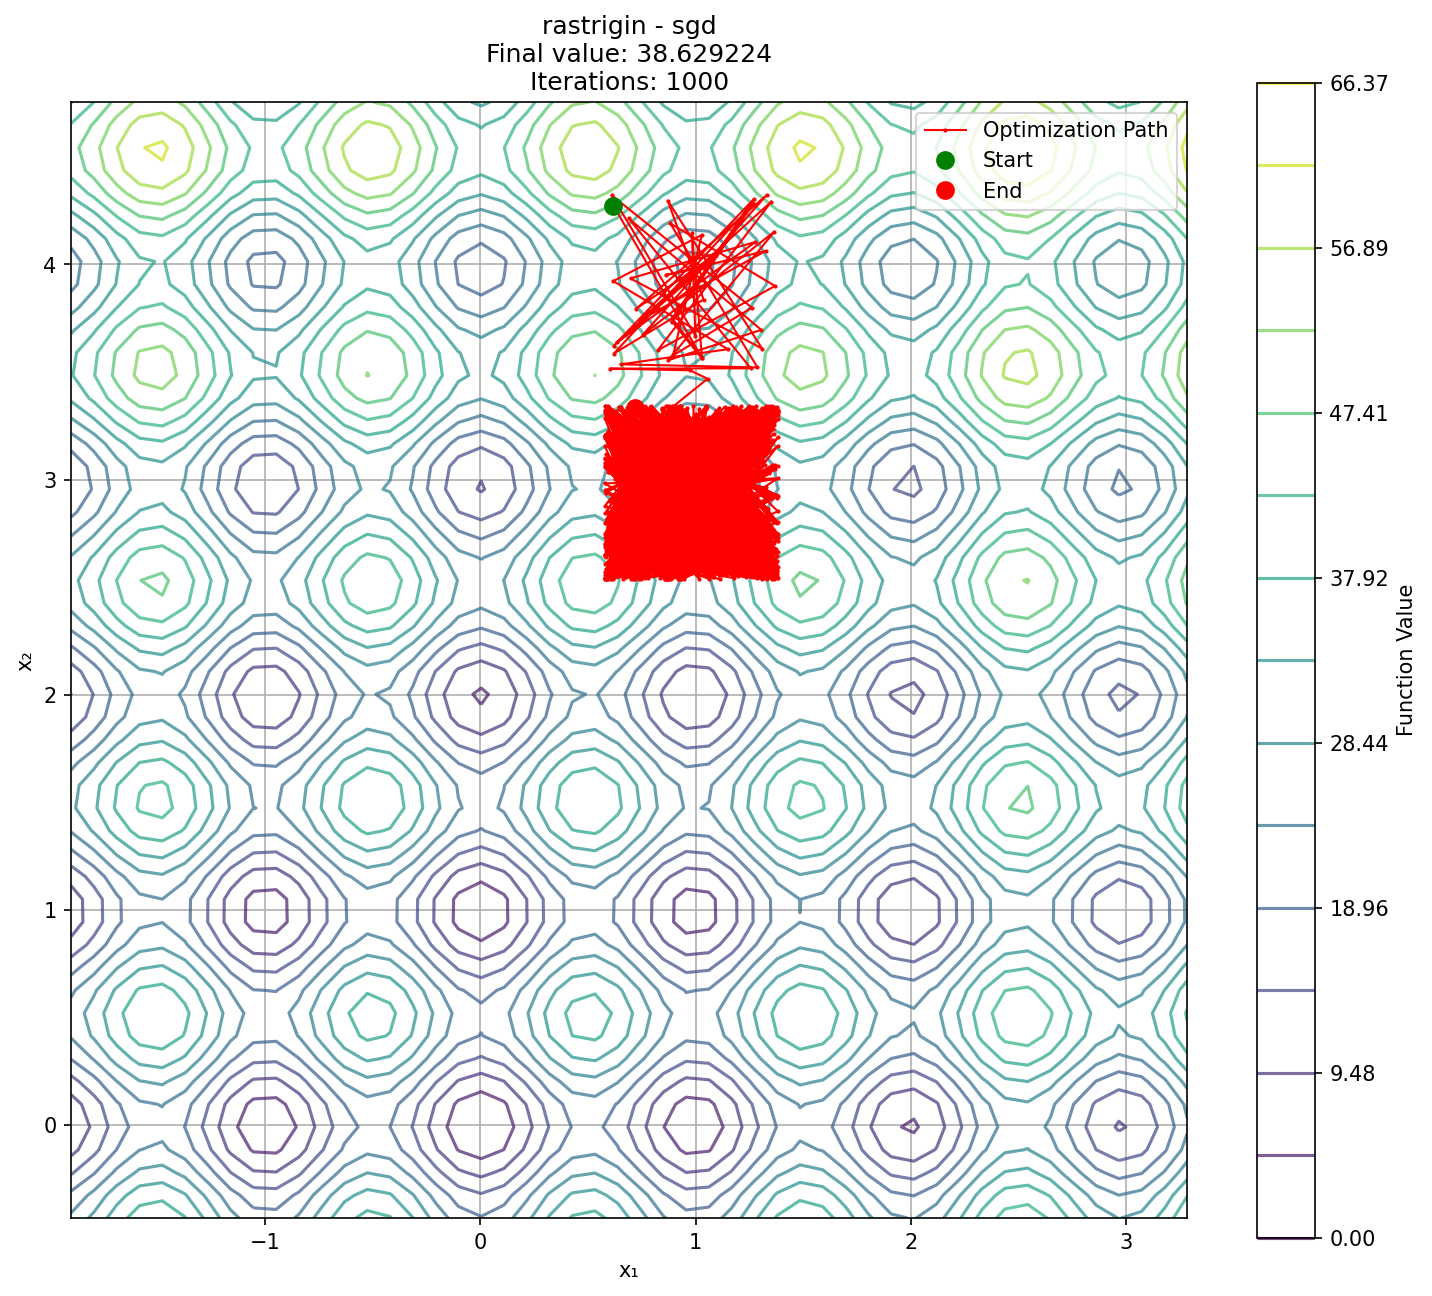 rastrigin - sgd
Final value: 38.629224
Iterations: 1000
Optimization Path
Start
End
66.37
56.89
47.41
37.92
28.44
18.96
9.48
0.00
Function Value
4
3
2
1
0
x₂
−1
0
1
2
3
x₁